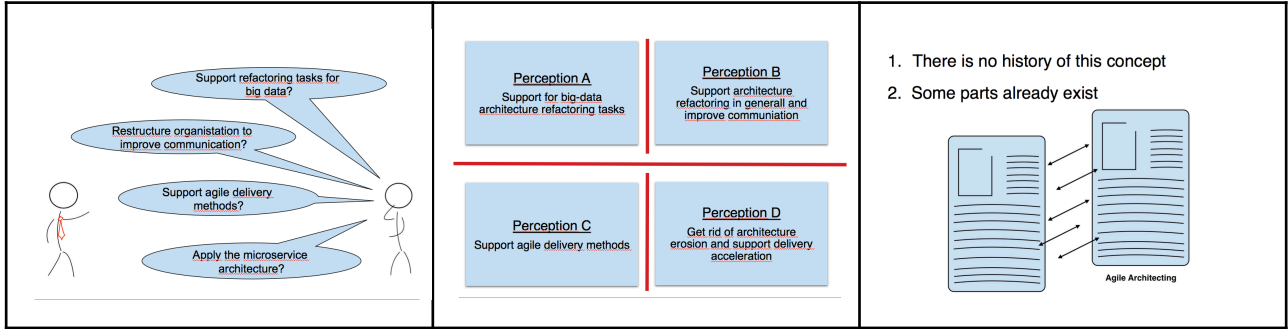 Support refactoring tasks for
big data?
Restructure organistation to
improve communication?
Support agile delivery
methods?
Apply the microservice
architecture?
Perception A
Support for big-data
architecture refactoring tasks
Perception B
Support architecture
refactoring in generall and
improve communiation
Perception C
Support agile delivery methods
Perception D
Get rid of architecture
erosion and support delivery
acceleration
1. There is no history of this concept
2. Some parts already exist
Agile Architecting